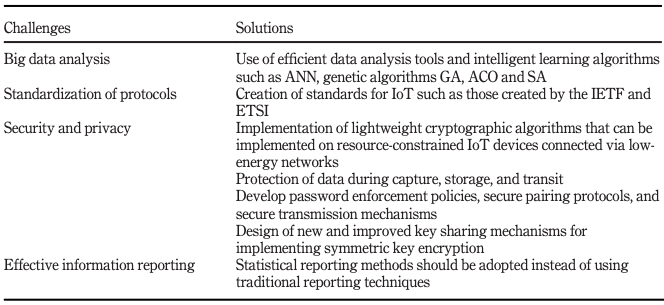 Challenges Solutions
Big data analysis Use of efficient data analysis tools and intelligent learning algorithms
such as ANN, genetic algorithms GA, ACO and SA
Standardization of protocols Creation of standards for IoT such as those created by the IETF and
ETSI
Security and privacy Implementation of lightweight cryptographic algorithms that can be
implemented on resource-constrained IoT devices connected via low-
energy networks
Protection of data during capture, storage, and transit
Develop password enforcement policies, secure pairing protocols, and
secure transmission mechanisms
Design of new and improved key sharing mechanisms for
implementing symmetric key encryption
Effective information reporting Statistical reporting methods should be adopted instead of using
traditional reporting techniques